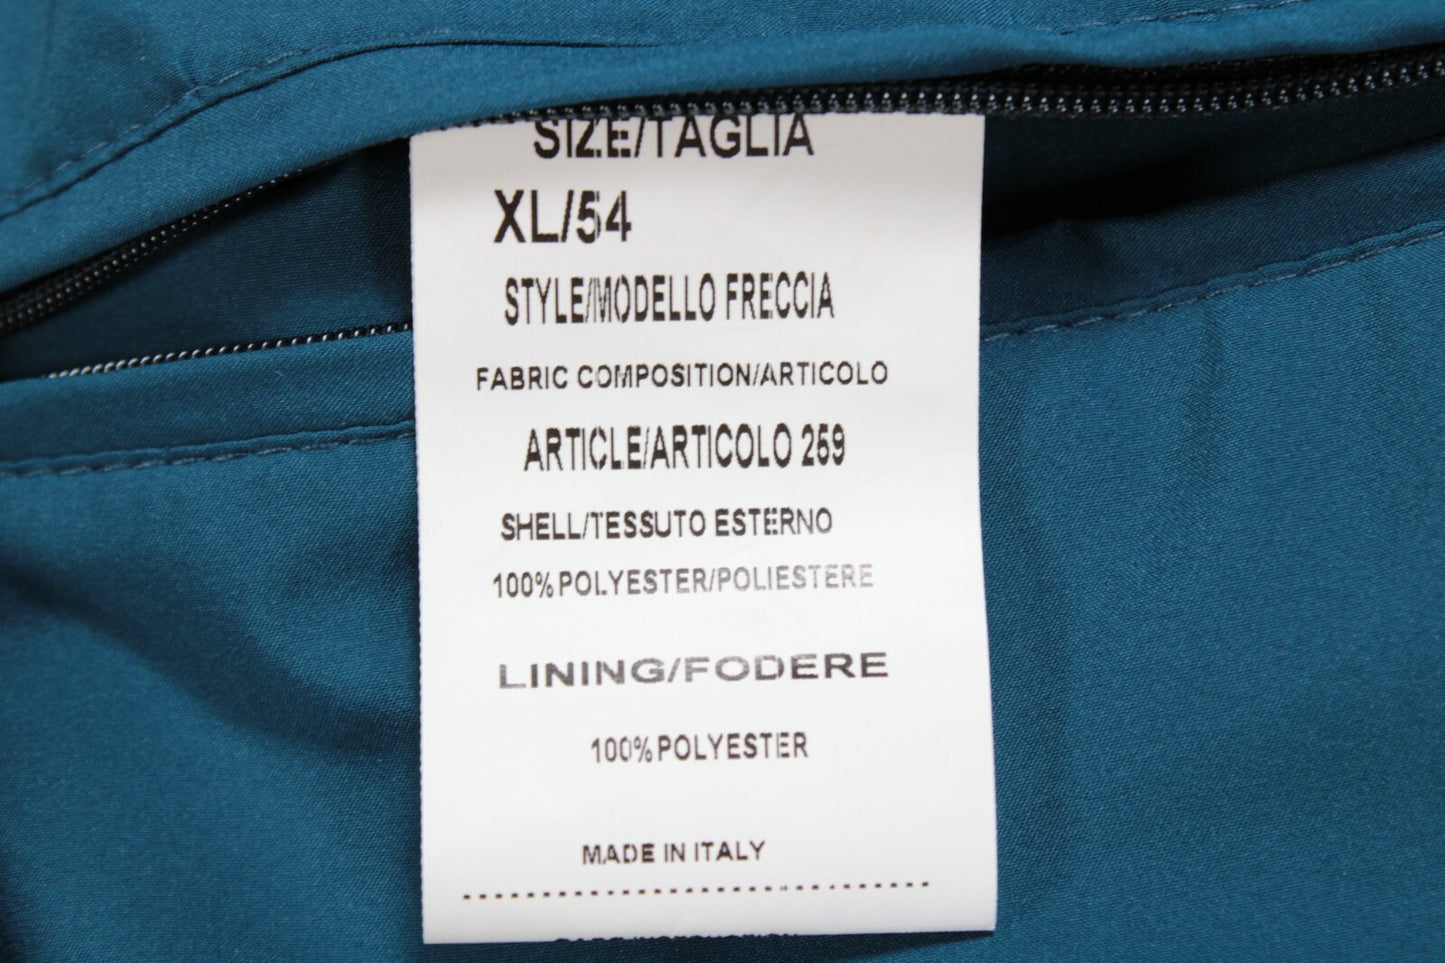 SIZE/TAGLIA
XL/54
STYLE/MODELLO FRECCIA
FABRIC COMPOSITION/ARTICOLO
ARTICLE/ARTICOLO 259
SHELL/TESSUTO ESTERNO
100% POLYESTER/POLIESTERE
LINING/FODERE
100% POLYESTER
MADE IN ITALY